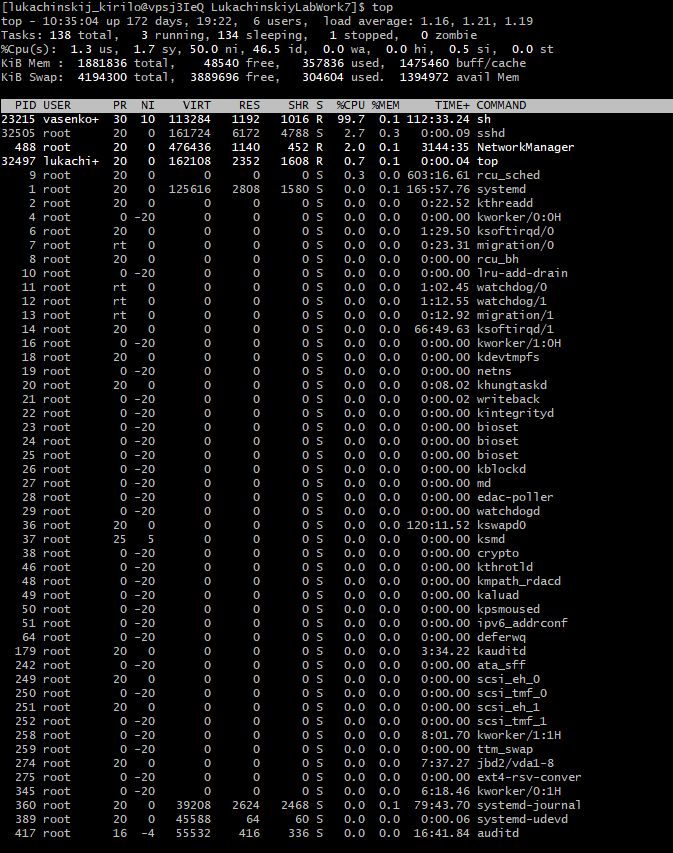 [lukachinskij_kirilo@vpsj3IeQ LukachinskiyLabWork7]$ top
top - 10:35:04 up 172 days, 19:22,  6 users,  load average: 1.16, 1.21, 1.19
Tasks: 138 total,   3 running, 134 sleeping,   1 stopped,   0 zombie
%Cpu(s):  1.3 us,  1.7 sy, 50.0 ni, 46.5 id,  0.0 wa,  0.0 hi,  0.5 si,  0.0 st
KiB Mem :  1881836 total,    48540 free,   357836 used,  1475460 buff/cache
KiB Swap:  4194300 total,  3889696 free,   304604 used.  1394972 avail Mem
PID USER PR NI VIRT RES SHR S %CPU %MEM TIME+ COMMAND
23215 vasenko+ 30 10 113284 1192 1016 R 99.7 0.1 112:33.24 sh
32505 root 20 0 161724 6172 4788 S 2.7 0.3 0:00.09 sshd
488 root 20 0 476436 1140 452 R 2.0 0.1 3144:35 NetworkManager
32497 lukachi+ 20 0 162108 2352 1608 R 0.7 0.1 0:00.04 top
9 root 20 0 0 0 0 S 0.3 0.0 603:16.61 rcu_sched
1 root 20 0 125616 2808 1580 S 0.0 0.1 165:57.76 systemd
2 root 20 0 0 0 0 S 0.0 0.0 0:22.52 kthreadd
4 root 0 -20 0 0 0 S 0.0 0.0 0:00.00 kworker/0:0H
6 root 20 0 0 0 0 S 0.0 0.0 1:29.50 ksoftirqd/0
7 root rt 0 0 0 0 S 0.0 0.0 0:23.31 migration/0
8 root 20 0 0 0 0 S 0.0 0.0 0:00.00 rcu_bh
10 root 0 -20 0 0 0 S 0.0 0.0 0:00.00 lru-add-drain
11 root rt 0 0 0 0 S 0.0 0.0 1:02.45 watchdog/0
12 root rt 0 0 0 0 S 0.0 0.0 1:12.55 watchdog/1
13 root rt 0 0 0 0 S 0.0 0.0 0:12.92 migration/1
14 root 20 0 0 0 0 S 0.0 0.0 66:49.63 ksoftirqd/1
16 root 0 -20 0 0 0 S 0.0 0.0 0:00.00 kworker/1:0H
18 root 20 0 0 0 0 S 0.0 0.0 0:00.00 kdevtmpfs
19 root 0 -20 0 0 0 S 0.0 0.0 0:00.00 netns
20 root 20 0 0 0 0 S 0.0 0.0 0:08.02 khungtaskd
21 root 0 -20 0 0 0 S 0.0 0.0 0:00.02 writeback
22 root 0 -20 0 0 0 S 0.0 0.0 0:00.00 kintegrityd
23 root 0 -20 0 0 0 S 0.0 0.0 0:00.00 bioset
24 root 0 -20 0 0 0 S 0.0 0.0 0:00.00 bioset
25 root 0 -20 0 0 0 S 0.0 0.0 0:00.00 bioset
26 root 0 -20 0 0 0 S 0.0 0.0 0:00.00 kblockd
27 root 0 -20 0 0 0 S 0.0 0.0 0:00.00 md
28 root 0 -20 0 0 0 S 0.0 0.0 0:00.00 edac-poller
29 root 0 -20 0 0 0 S 0.0 0.0 0:00.00 watchdogd
36 root 20 0 0 0 0 S 0.0 0.0 120:11.52 kswapd0
37 root 25 5 0 0 0 S 0.0 0.0 0:00.00 ksmd
38 root 0 -20 0 0 0 S 0.0 0.0 0:00.00 crypto
46 root 0 -20 0 0 0 S 0.0 0.0 0:00.00 kthrotld
48 root 0 -20 0 0 0 S 0.0 0.0 0:00.00 kmpath_rdacd
49 root 0 -20 0 0 0 S 0.0 0.0 0:00.00 kaluad
50 root 0 -20 0 0 0 S 0.0 0.0 0:00.00 kpsmoused
51 root 0 -20 0 0 0 S 0.0 0.0 0:00.00 ipv6_addrconf
64 root 0 -20 0 0 0 S 0.0 0.0 0:00.00 deferwq
179 root 20 0 0 0 0 S 0.0 0.0 3:34.22 kauditd
242 root 0 -20 0 0 0 S 0.0 0.0 0:00.00 ata_sff
249 root 20 0 0 0 0 S 0.0 0.0 0:00.00 scsi_eh_0
250 root 0 -20 0 0 0 S 0.0 0.0 0:00.00 scsi_tmf_0
251 root 20 0 0 0 0 S 0.0 0.0 0:00.00 scsi_eh_1
252 root 0 -20 0 0 0 S 0.0 0.0 0:00.00 scsi_tmf_1
258 root 0 -20 0 0 0 S 0.0 0.0 8:01.70 kworker/1:1H
259 root 0 -20 0 0 0 S 0.0 0.0 0:00.00 ttm_swap
274 root 20 0 0 0 0 S 0.0 0.0 7:37.27 jbd2/vda1-8
275 root 0 -20 0 0 0 S 0.0 0.0 0:00.00 ext4-rsv-conver
345 root 0 -20 0 0 0 S 0.0 0.0 6:18.46 kworker/0:1H
360 root 20 0 39208 2624 2468 S 0.0 0.1 79:43.70 systemd-journal
389 root 20 0 45588 64 60 S 0.0 0.0 0:00.06 systemd-udevd
417 root 16 -4 55532 416 336 S 0.0 0.0 16:41.84 auditd